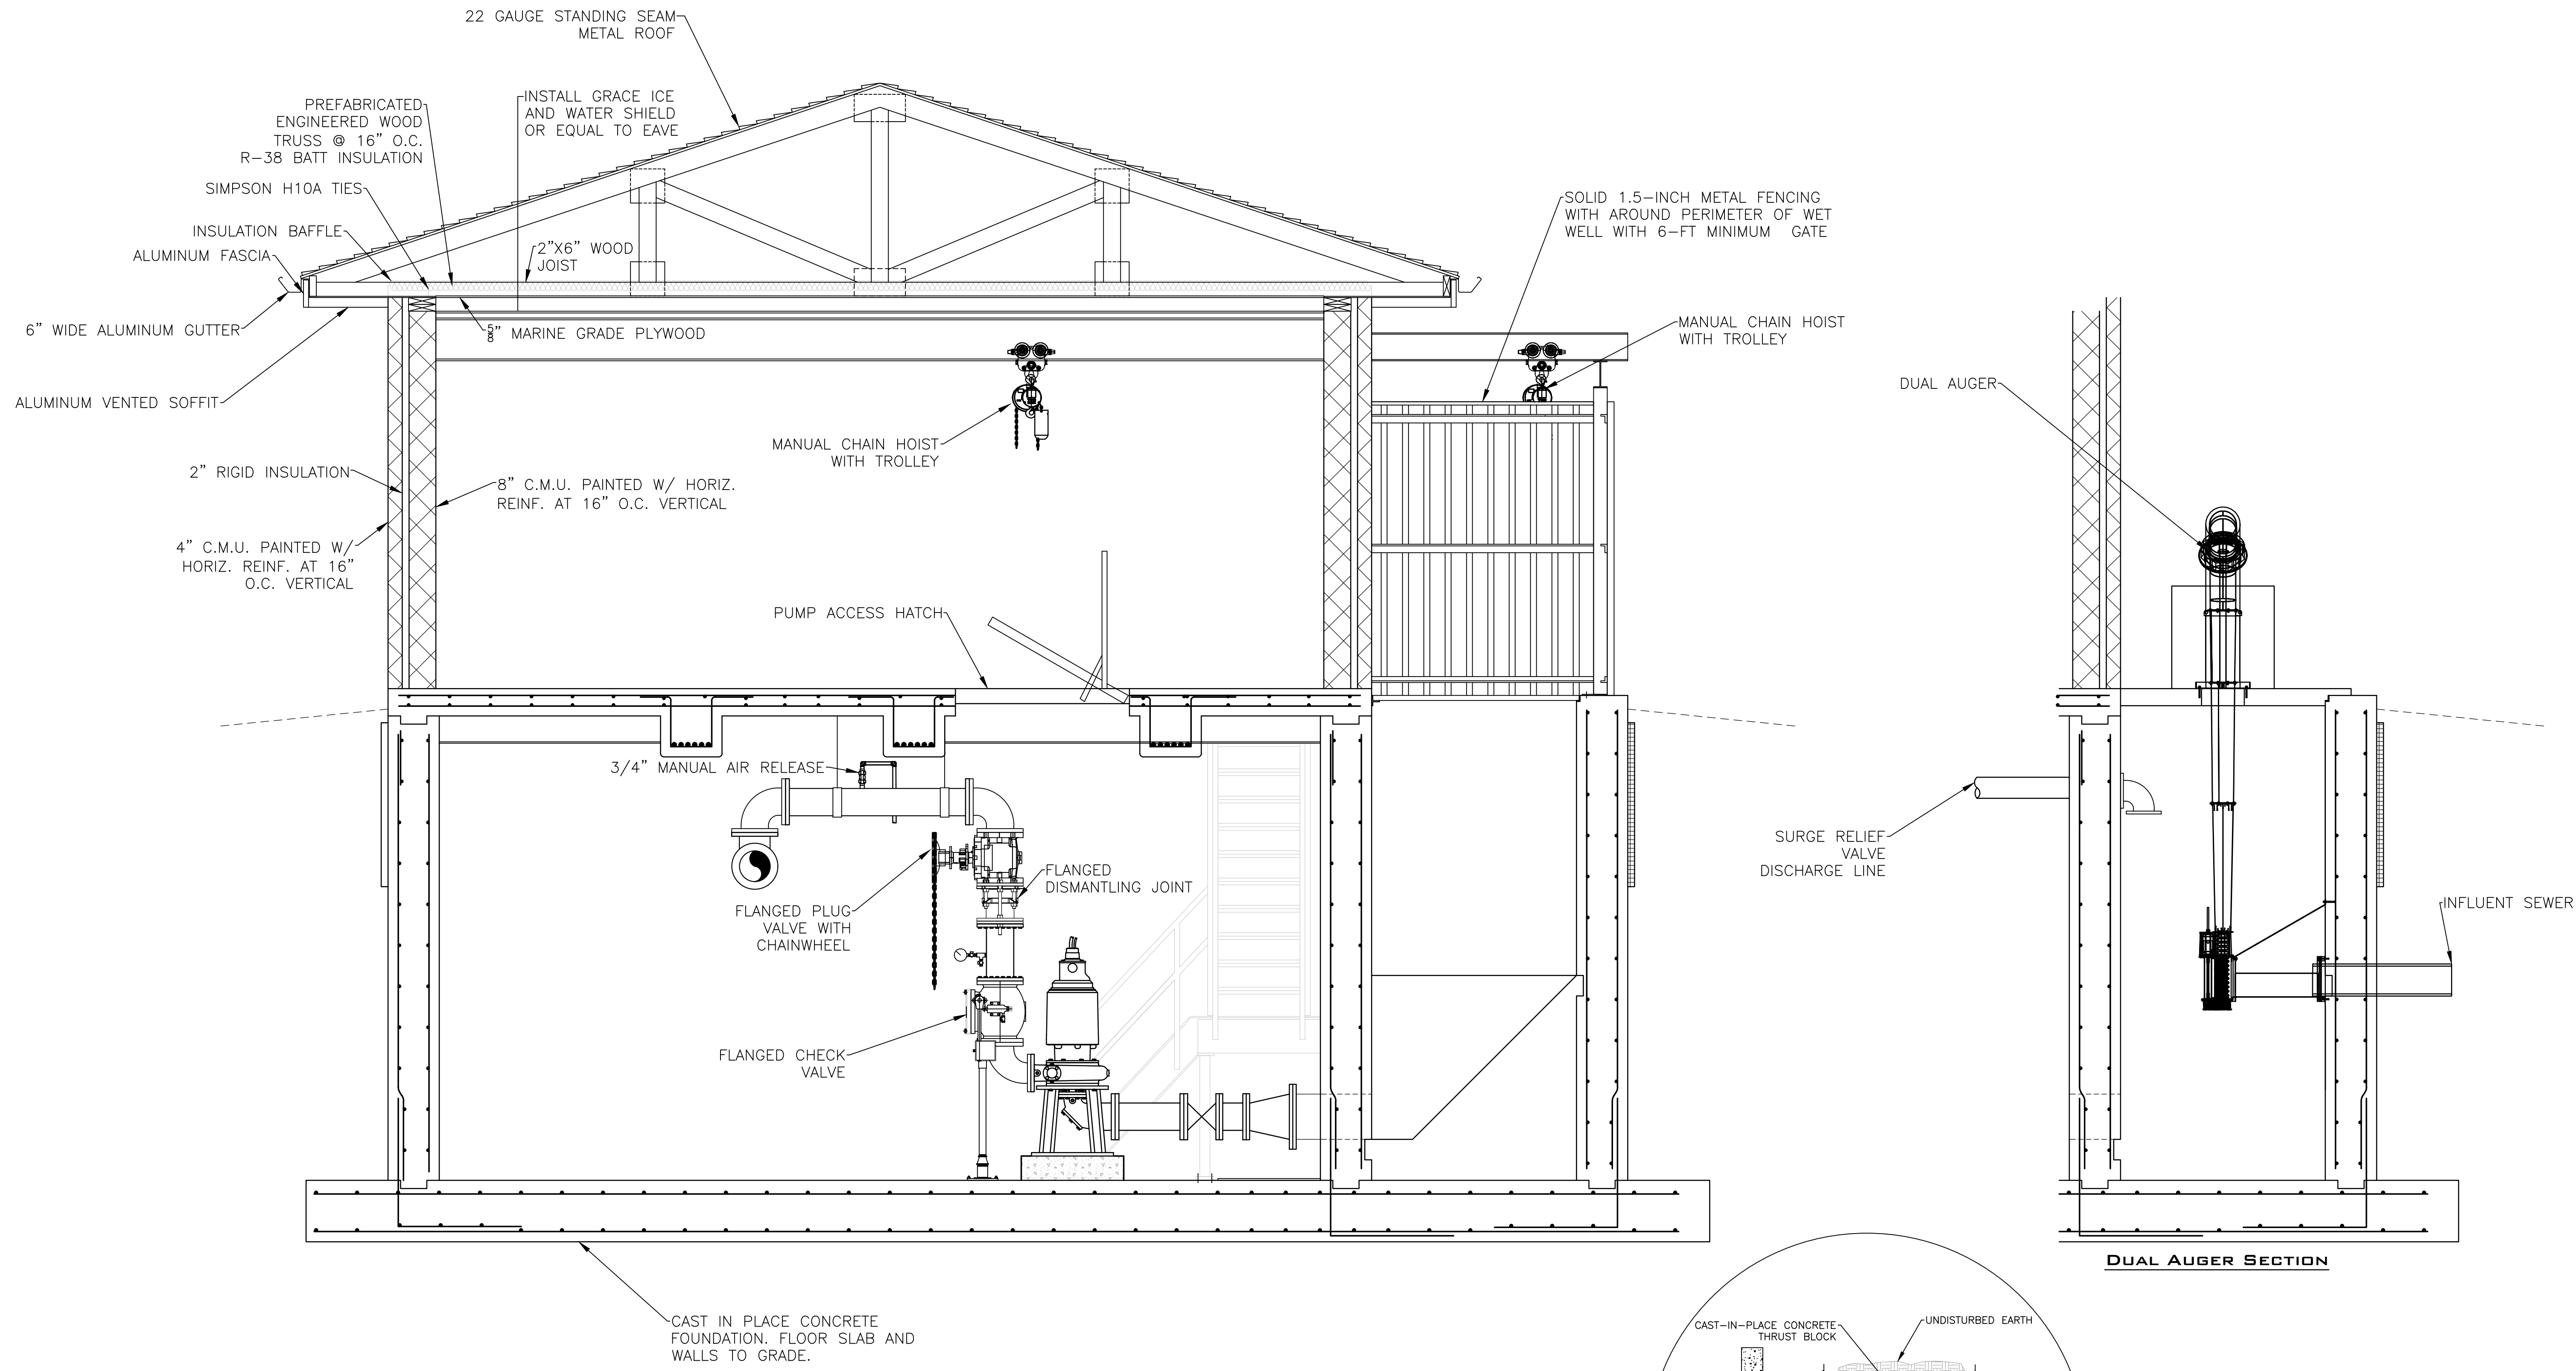 22 GAUGE STANDING SEAM
METAL ROOF
PREFABRICATED
ENGINEERED WOOD
TRUSS @ 16” O.C.
R-38 BATT INSULATION
INSTALL GRACE ICE
AND WATER SHIELD
OR EQUAL TO EAVE
SIMPSON H10A TIES
INSULATION BAFFLE
ALUMINUM FASCIA
2”X6” WOOD
JOIST
6” WIDE ALUMINUM GUTTER
5/8” MARINE GRADE PLYWOOD
ALUMINUM VENTED SOFFIT
SOLID 1.5-INCH METAL FENCING
WITH AROUND PERIMETER OF WET
WELL WITH 6-FT MINIMUM GATE
MANUAL CHAIN HOIST
WITH TROLLEY
MANUAL CHAIN HOIST
WITH TROLLEY
2” RIGID INSULATION
8” C.M.U. PAINTED W/ HORIZ.
REINF. AT 16” O.C. VERTICAL
4” C.M.U. PAINTED W/
HORIZ. REINF. AT 16”
O.C. VERTICAL
PUMP ACCESS HATCH
3/4” MANUAL AIR RELEASE
FLANGED
DISMANTLING JOINT
FLANGED PLUG
VALVE WITH
CHAINWHEEL
FLANGED CHECK
VALVE
CAST IN PLACE CONCRETE
FOUNDATION. FLOOR SLAB AND
WALLS TO GRADE.
DUAL AUGER
SURGE RELIEF
VALVE
DISCHARGE LINE
INFLUENT SEWER
DUAL AUGER SECTION
CAST-IN-PLACE CONCRETE
THRUST BLOCK
UNDISTURBED EARTH